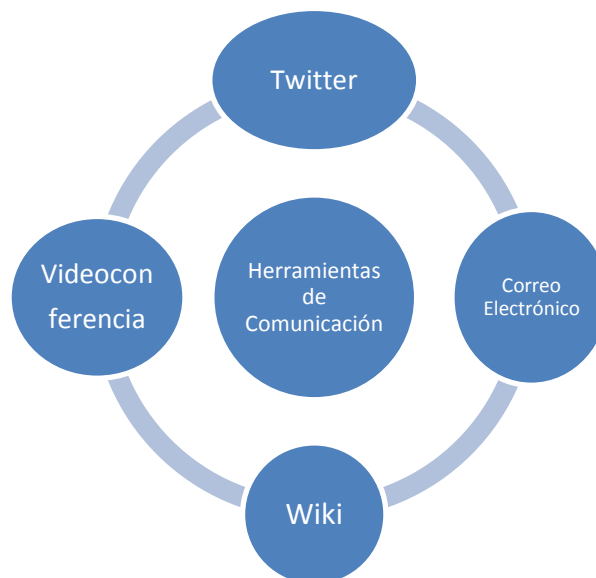 Twitter
Videocon
ferencia
Herramientas
de
Comunicación
Correo
Electrónico
Wiki